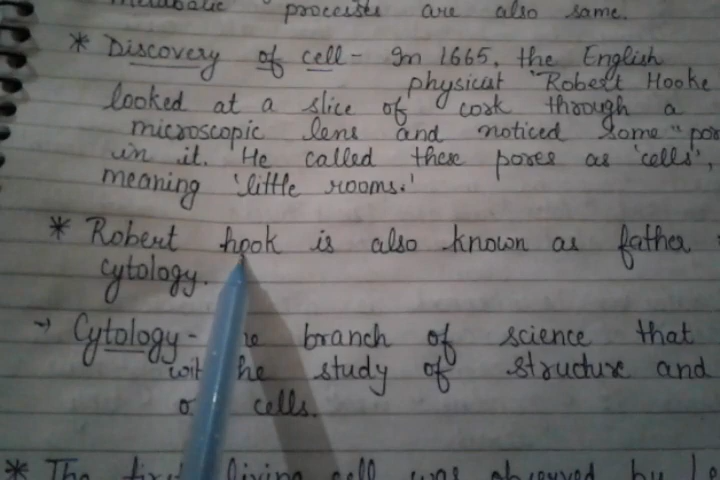 processes are also same.
* Discovery of cell - In 1665, the English
physicist "Robert Hooke
looked at a slice of cork through a
microscopic lens and noticed some "por
in it. He called these pores as 'cells',
meaning 'little rooms.'
* Robert hook is also known as father
cytology.
→ Cytology - branch of science that
study of structure and
cells.
* The living cell was observed by Le